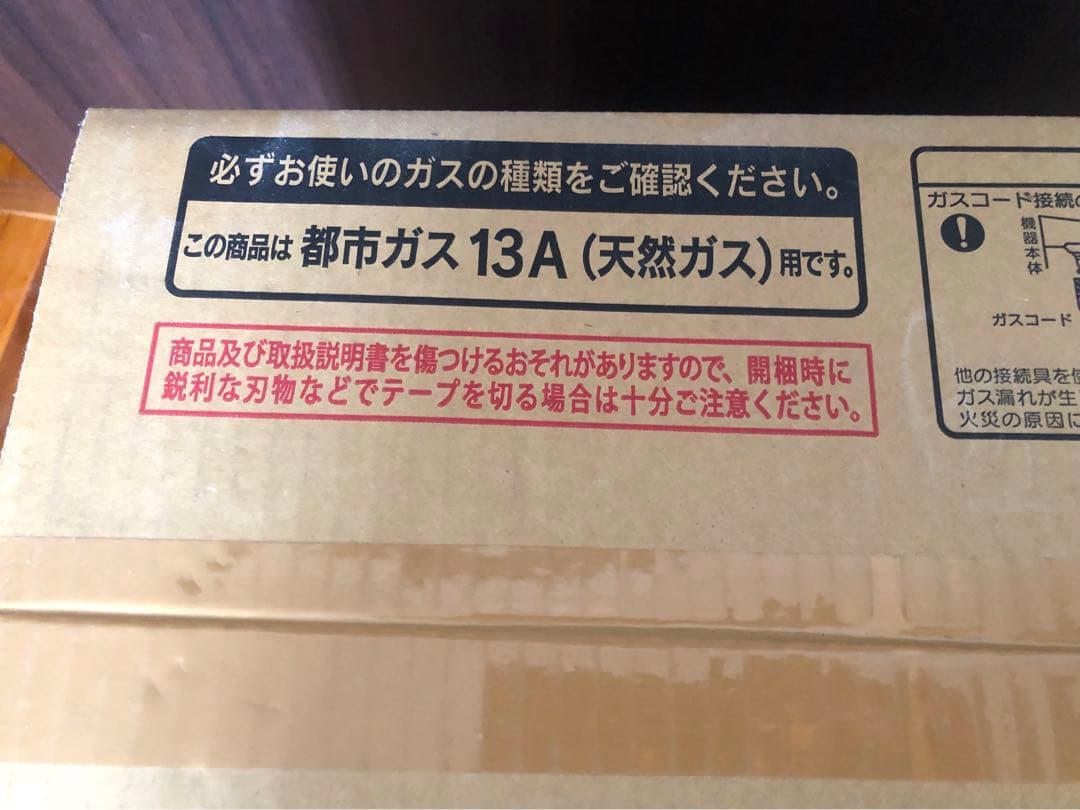 必ずお使いのガスの種類をご確認ください。
この商品は 都市ガス 13A (天然ガス) 用です。
商品及び取扱説明書を傷つけるおそれがありますので、開梱時に
鋭利な刃物などでテープを切る場合は十分ご注意ください。
ガスコード接続の
機器本体
ガスコード
他の接続具を使
ガス漏れが生
火災の原因に